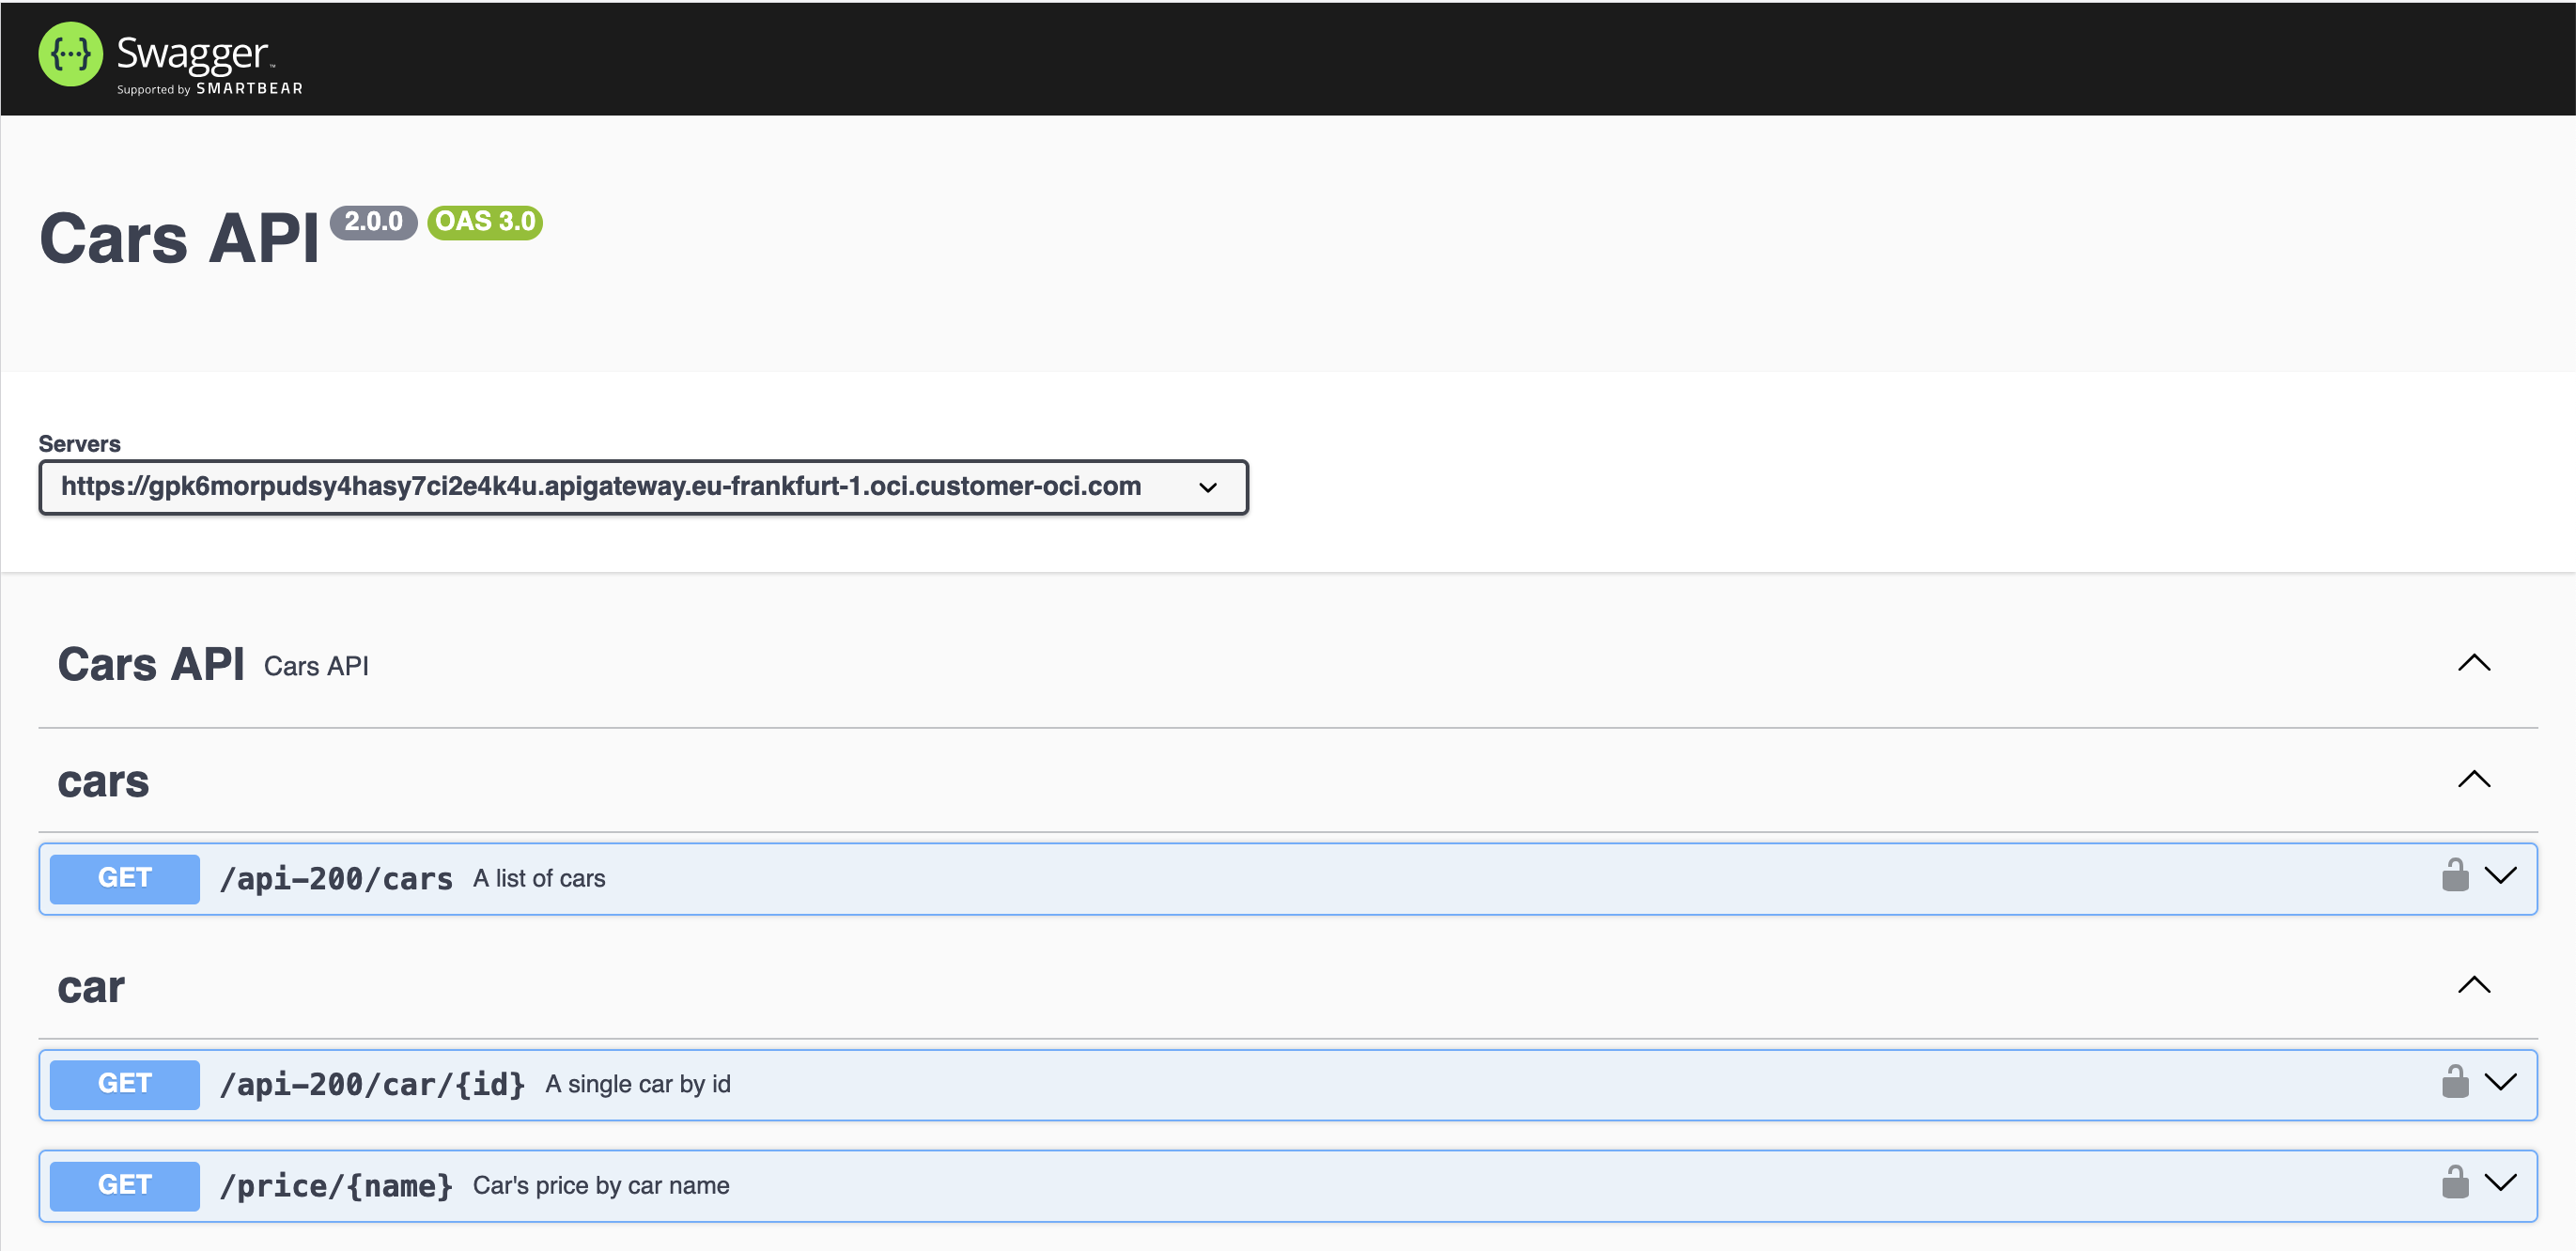 {···} Swagger™
Supported by SMARTBEAR
Cars API 2.0.0 OAS 3.0
Servers
https://gpk6morpudsy4hasy7ci2e4k4u.apigateway.eu-frankfurt-1.oci.customer-oci.com
Cars API Cars API
cars
GET /api-200/cars A list of cars
car
GET /api-200/car/{id} A single car by id
GET /price/{name} Car's price by car name